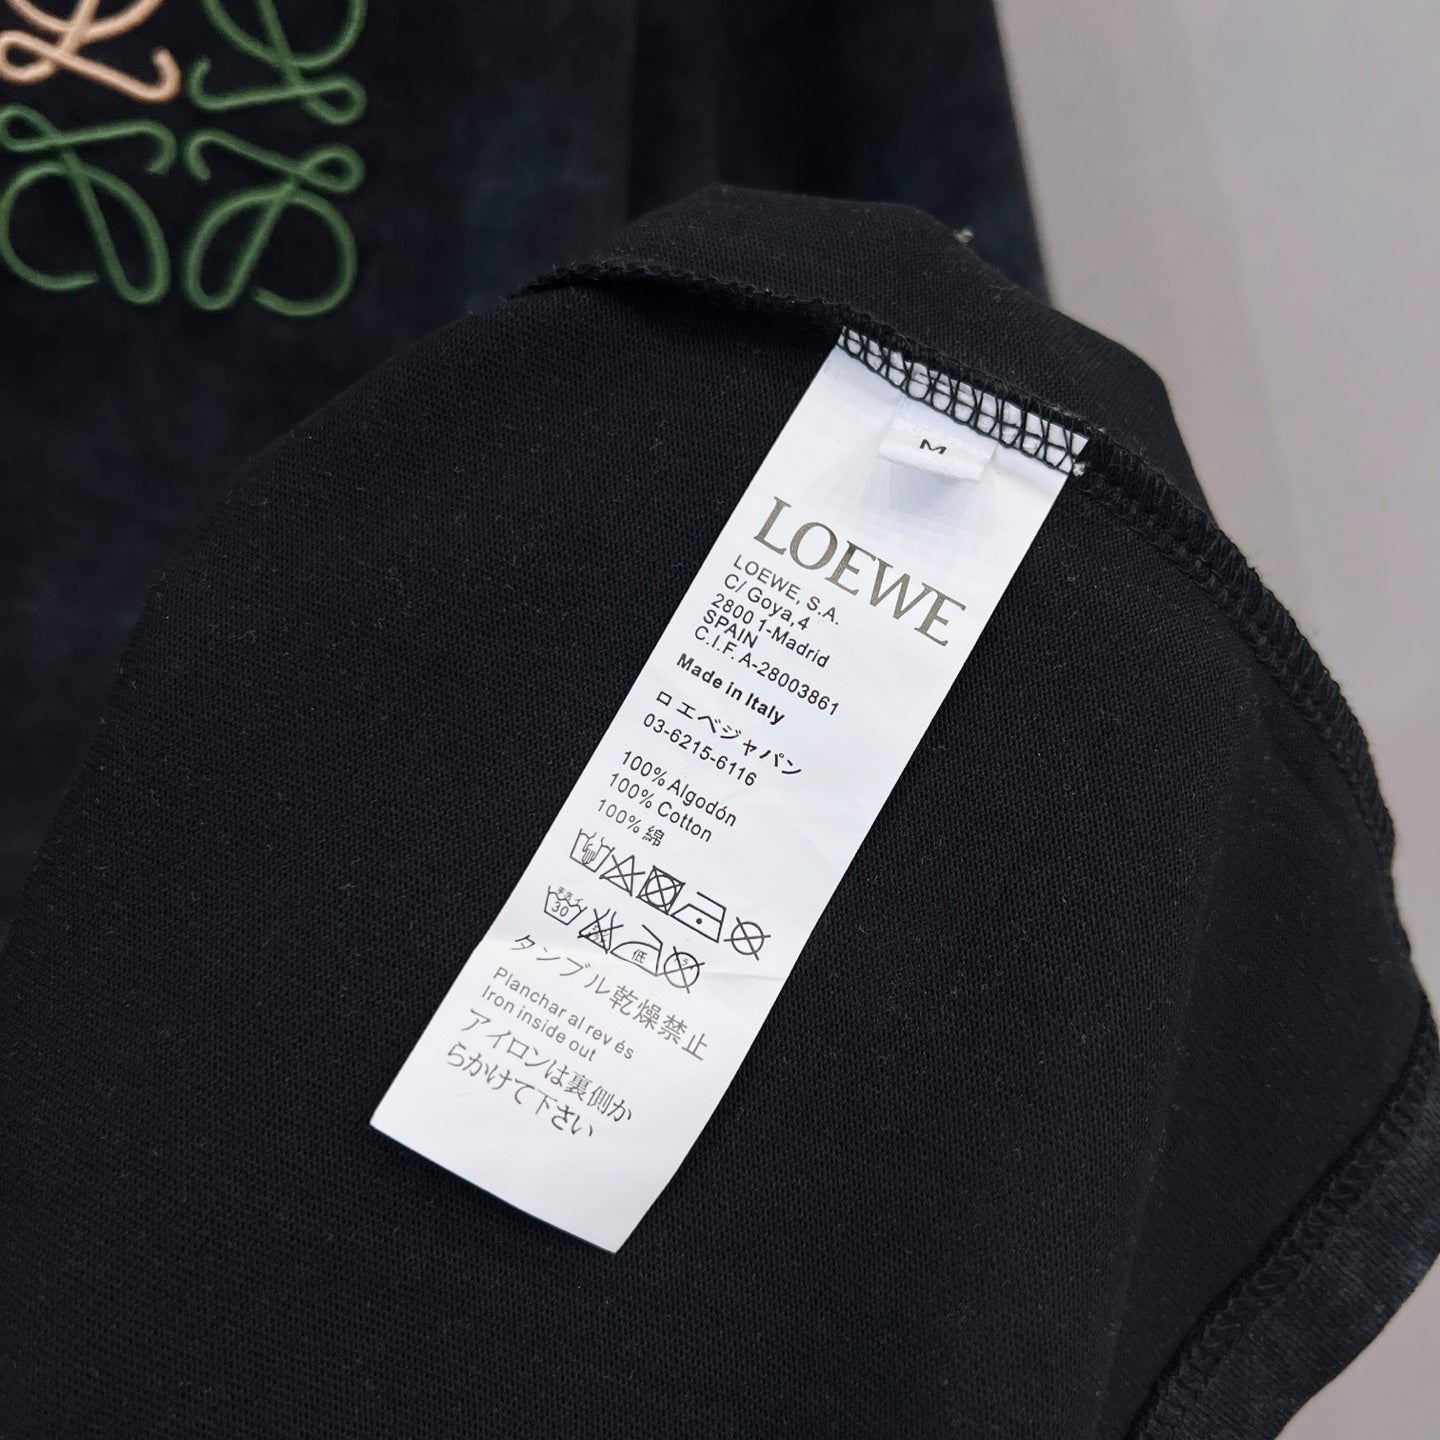 M
LOEWE
LOEWE, S.A.
C/ Goya,4
2800 1-Madrid
SPAIN
C.I.F. A-28003861
Made in Italy
ロエベジャパン
03-6215-6116
100% Algodón
100% Cotton
100% 綿
30
低
タンブル乾燥禁止
Planchar al rev és
Iron inside out
アイロンは裏側か
らかけて下さい